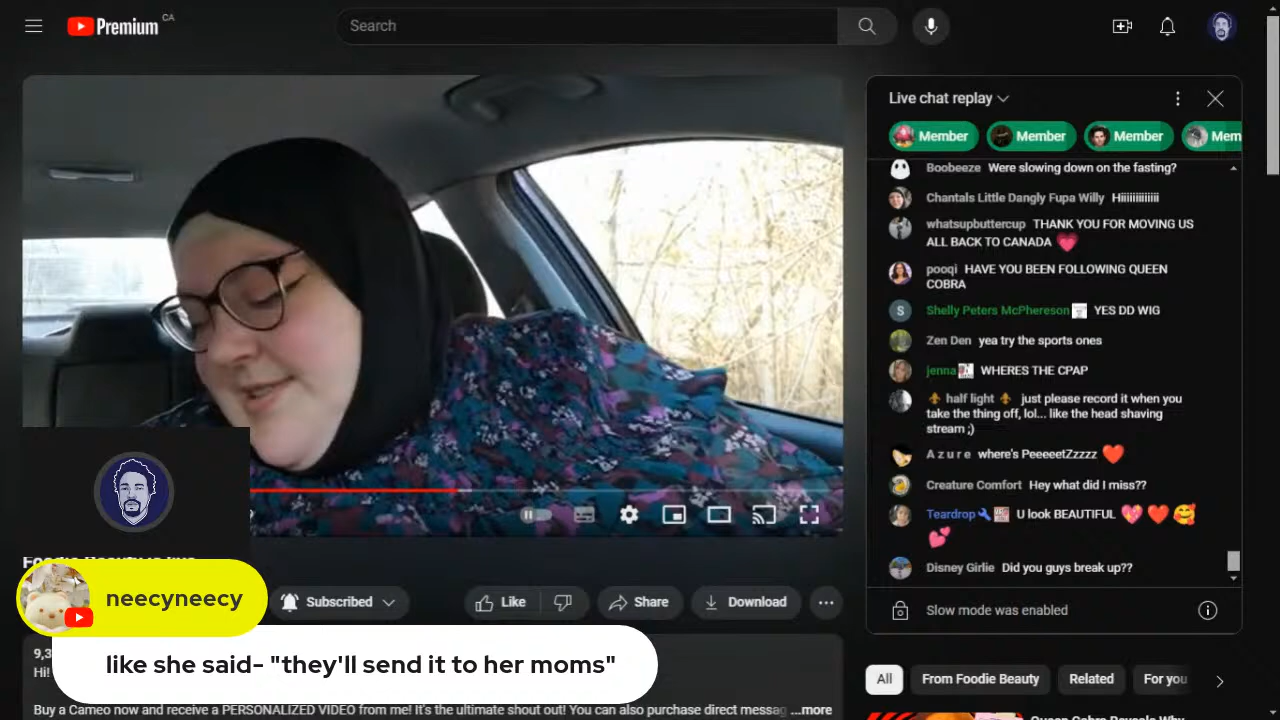 Premium CA
Search
Live chat replay
Member
Member
Member
Mem
Boobeeze Were slowing down on the fasting?
Chantals Little Dangly Fupa Willy Hiiiiiiiiiiiii
whatsupbuttercup THANK YOU FOR MOVING US
ALL BACK TO CANADA
pooqi HAVE YOU BEEN FOLLOWING QUEEN
COBRA
S Shelly Peters McPhereson YES DD WIG
Zen Den yea try the sports ones
jenna WHERES THE CPAP
half light just please record it when you
take the thing off, lol... like the head shaving
stream ;)
A z u r e where's PeeeeetZzzzz
Creature Comfort Hey what did I miss??
Teardrop U look BEAUTIFUL
Disney Girlie Did you guys break up??
Slow mode was enabled
neecyneecy
Subscribed
Like
Share
Download
like she said- "they'll send it to her moms"
9,3
Hi!
Buy a Cameo now and receive a PERSONALIZED VIDEO from me! It's the ultimate shout out! You can also purchase direct messag ...more
All
From Foodie Beauty
Related
For you